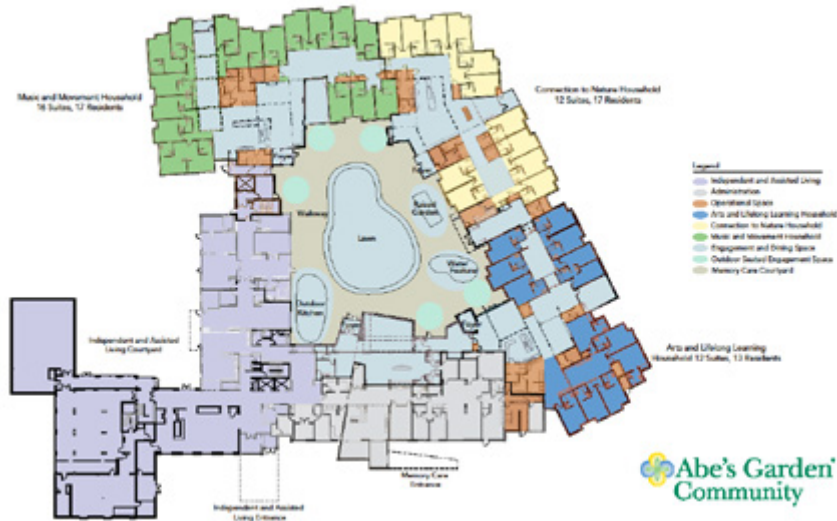 Music and Movement Household
16 Suites, 17 Residents
Connection to Nature Household
12 Suites, 17 Residents
Legend
Independent and Assisted Living
Administration
Operational Space
Arts and Lifelong Learning Household
Connection to Nature Household
Music and Movement Household
Engagement and Dining Space
Outdoor Seated Engagement Space
Memory Care Courtyard
Walkway
Lawn
Raised
Garden
Water
Feature
Outdoor
Kitchen
Foyer
Foyer
Independent and Assisted
Living Courtyard
Arts and Lifelong Learning
Household 12 Suites, 13 Residents
Memory Care
Entrance
Independent and Assisted
Living Entrance
Abe's Garden
Community